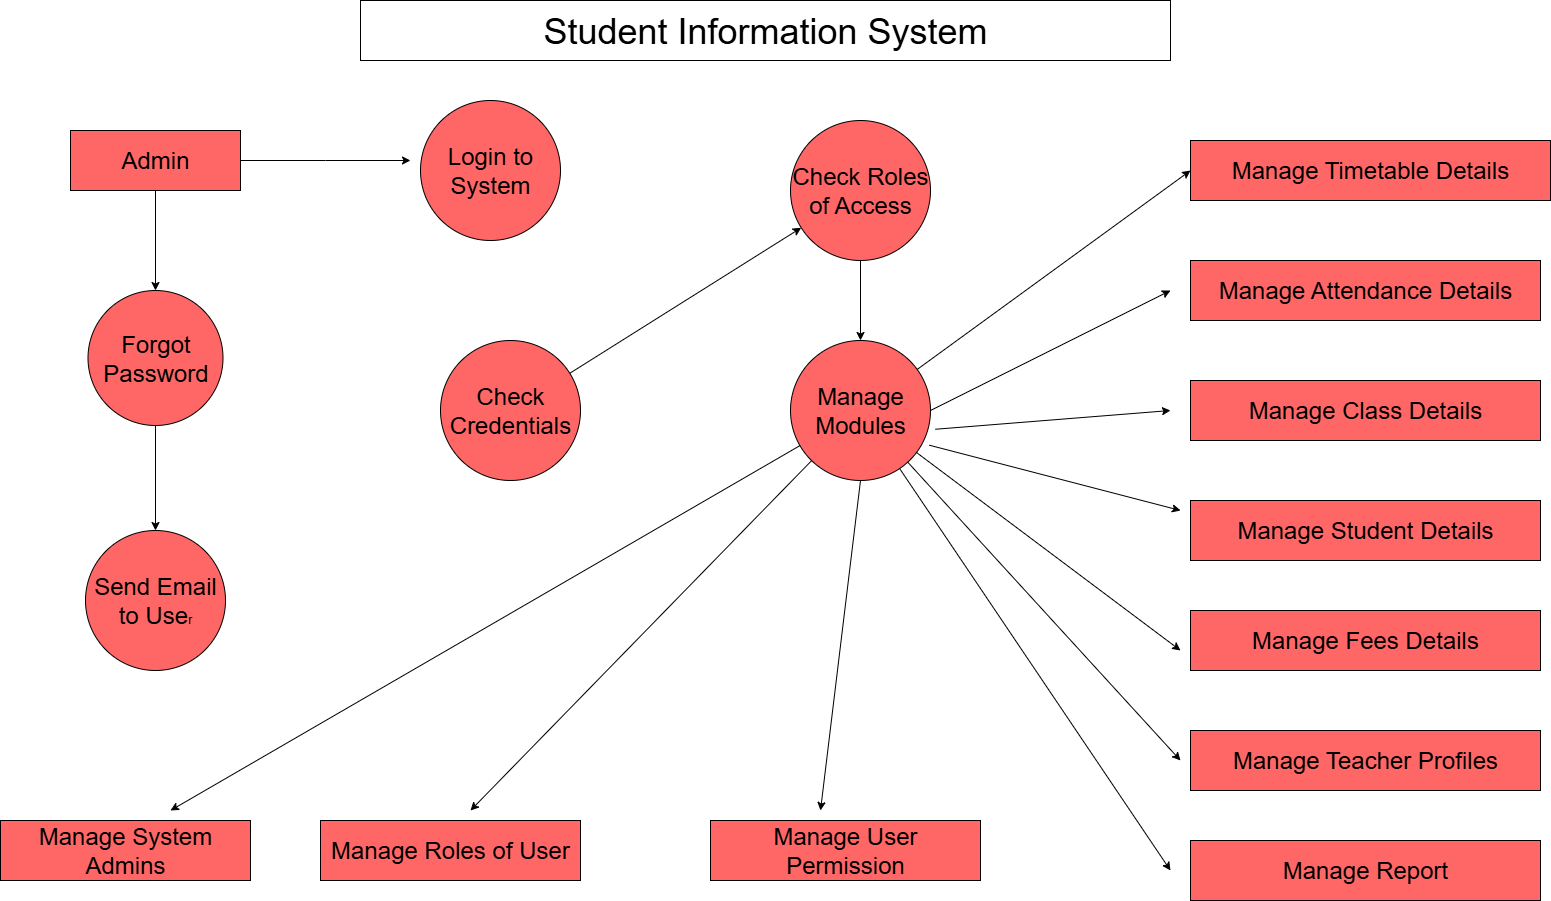 Student Information System
Admin
Login to
System
Check Roles
of Access
Manage Timetable Details
Manage Attendance Details
Forgot
Password
Check
Credentials
Manage
Modules
Manage Class Details
Manage Student Details
Send Email
to User
Manage Fees Details
Manage Teacher Profiles
Manage System
Admins
Manage Roles of User
Manage User
Permission
Manage Report